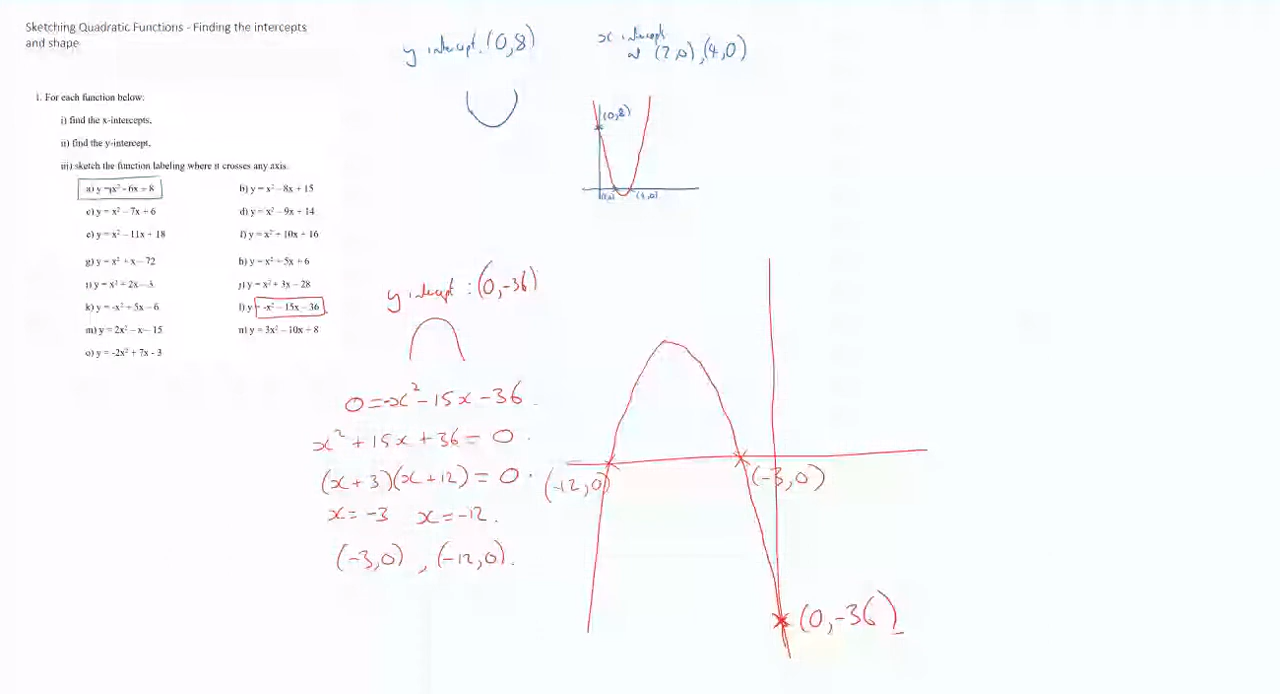 Sketching Quadratic Functions - Finding the intercepts
and shape
y intercept. (0,8)
x intercepts
at (2,0),(4,0)
(0,8)
(4,0)
1. For each function below:
i) find the x-intercepts,
ii) find the y-intercept,
iii) sketch the function labeling where it crosses any axis.
a) y = x² - 6x + 8
b) y = x² - 8x + 15
c) y = x² - 7x + 6
d) y = x² - 9x + 14
e) y = x² - 11x + 18
f) y = x² + 10x + 16
g) y = x² + x - 72
h) y = x² + 5x + 6
i) y = x² + 2x - 3
j) y = x² + 3x - 28
k) y = -x² + 5x - 6
l) y = -x² - 15x - 36
m) y = 2x² - x - 15
n) y = 3x² - 10x + 8
o) y = -2x² + 7x - 3
y intercept : (0,-36)
0=-x²-15x-36.
x²+15x+36=0.
(x+3)(x+12)=0.
x=-3 x=-12.
(-3,0) , (-12,0).
(-12,0)
(-3,0)
(0,-36)